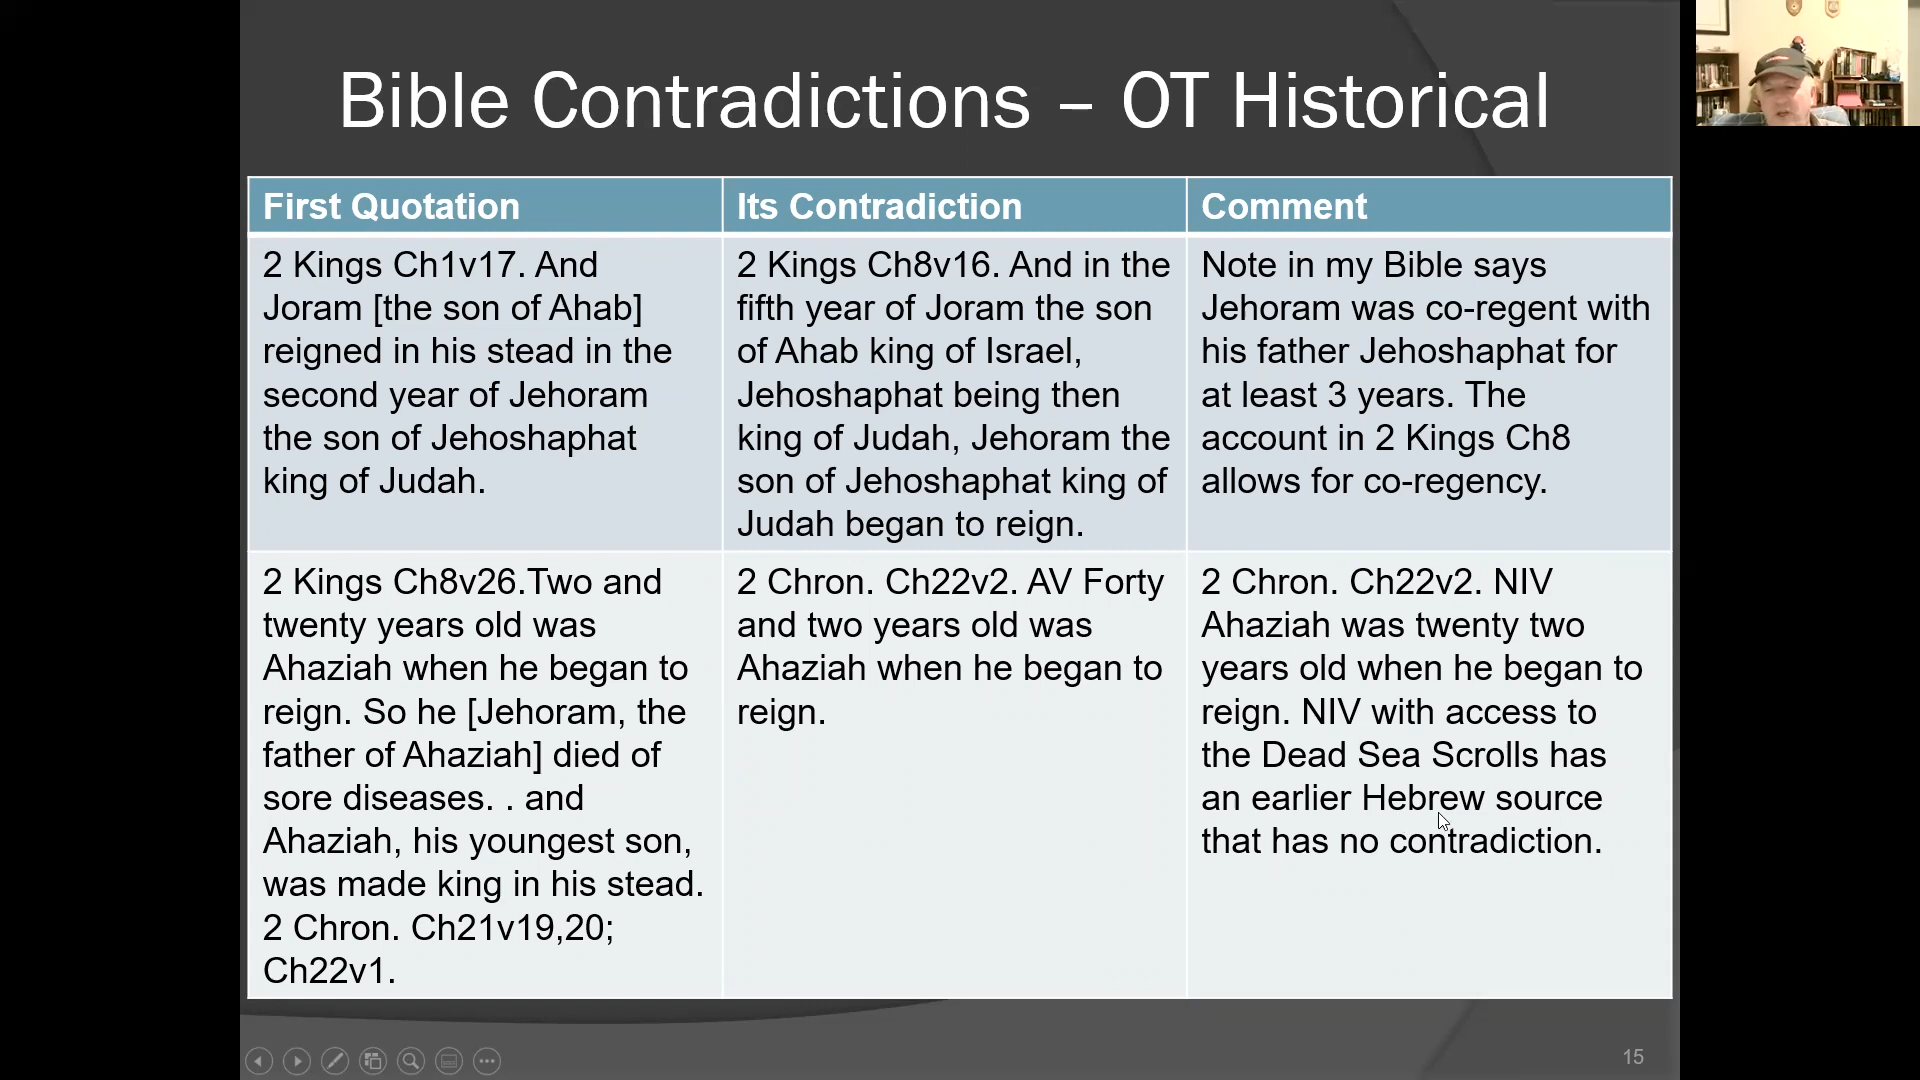 Bible Contradictions – OT Historical
First Quotation
Its Contradiction
Comment
2 Kings Ch1v17. And
Joram [the son of Ahab]
reigned in his stead in the
second year of Jehoram
the son of Jehoshaphat
king of Judah.
2 Kings Ch8v16. And in the
fifth year of Joram the son
of Ahab king of Israel,
Jehoshaphat being then
king of Judah, Jehoram the
son of Jehoshaphat king of
Judah began to reign.
Note in my Bible says
Jehoram was co-regent with
his father Jehoshaphat for
at least 3 years. The
account in 2 Kings Ch8
allows for co-regency.
2 Kings Ch8v26.Two and
twenty years old was
Ahaziah when he began to
reign. So he [Jehoram, the
father of Ahaziah] died of
sore diseases. . and
Ahaziah, his youngest son,
was made king in his stead.
2 Chron. Ch21v19,20;
Ch22v1.
2 Chron. Ch22v2. AV Forty
and two years old was
Ahaziah when he began to
reign.
2 Chron. Ch22v2. NIV
Ahaziah was twenty two
years old when he began to
reign. NIV with access to
the Dead Sea Scrolls has
an earlier Hebrew source
that has no contradiction.
15